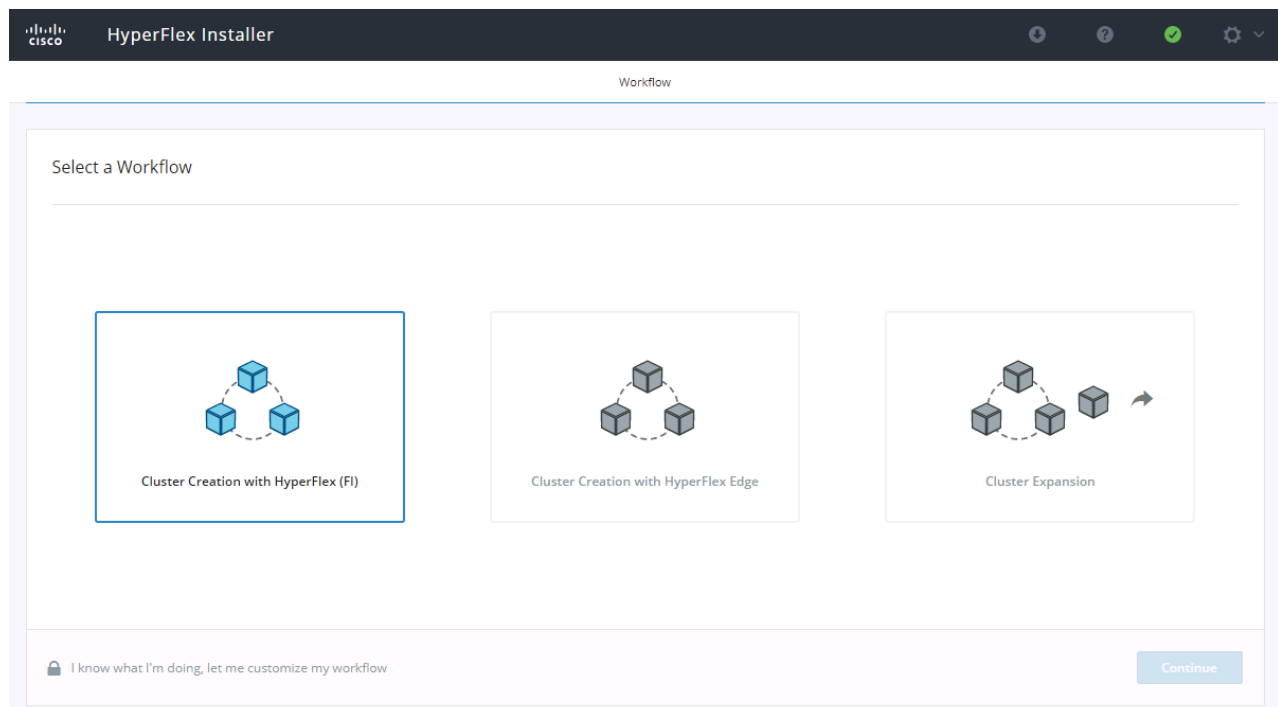 CISCO
HyperFlex Installer
Workflow
Select a Workflow
Cluster Creation with HyperFlex (FI)
Cluster Creation with HyperFlex Edge
Cluster Expansion
I know what I'm doing, let me customize my workflow
Continue